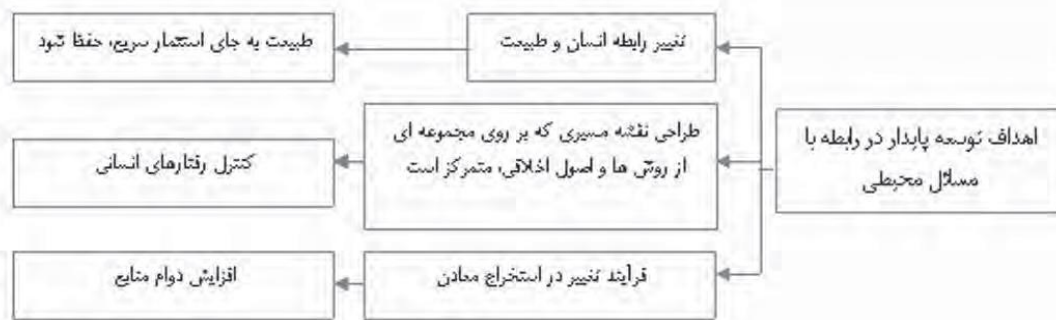 اهداف توسعه پایدار در رابطه با
مسائل محیطی
تغییر رابطه انسان و طبیعت
طبیعت به جای استثمار سریع، حفظ شود
طراحی نقشه مسیری که بر روی مجموعه ای
از روش ها و اصول اخلاقی، متمرکز است
کنترل رفتارهای انسانی
فرآیند تغییر در استخراج معادن
افزایش دوام منابع